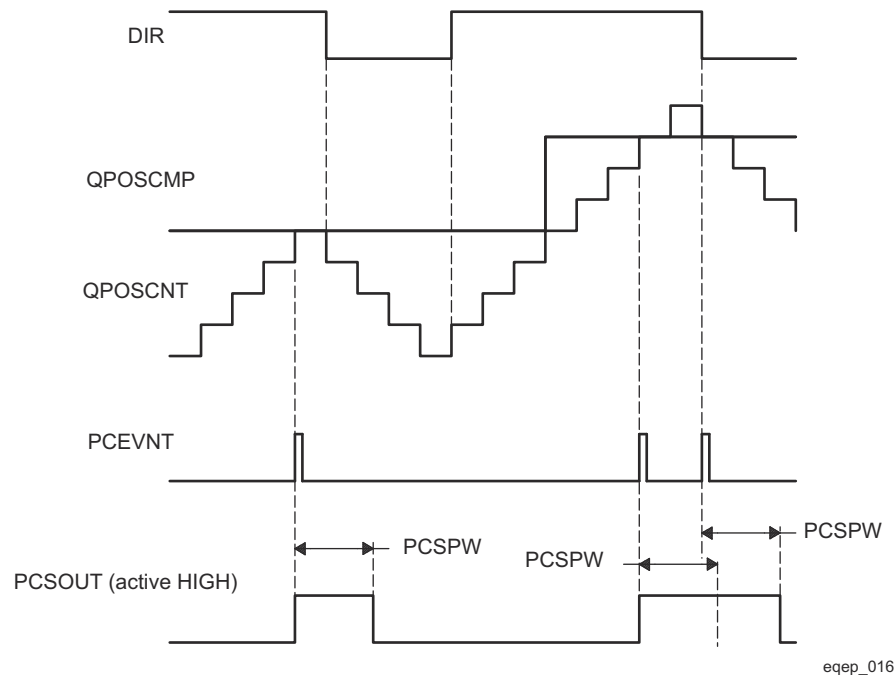 DIR
QPOSCMP
QPOSCNT
PCEVNT
PCSPW
PCSPW
PCSPW
PCSOUT (active HIGH)
eqep_016